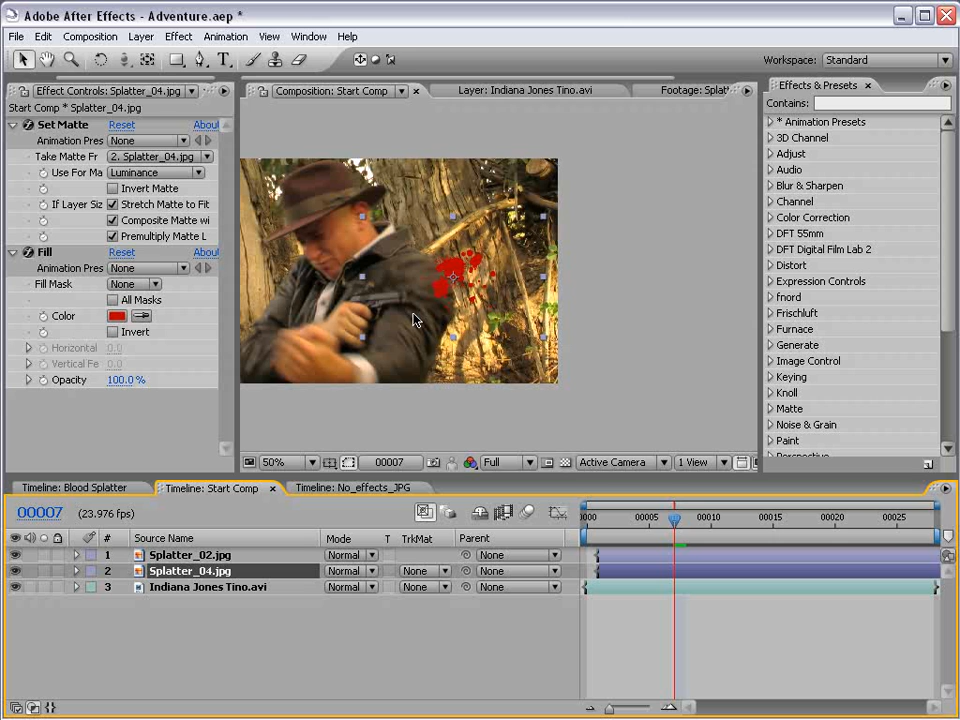 Adobe After Effects - Adventure.aep *
File Edit Composition Layer Effect Animation View Window Help
Workspace: Standard
Effect Controls: Splatter_04.jpg
Composition: Start Comp
Layer: Indiana Jones Tino.avi
Footage: Splat
Effects & Presets
Start Comp * Splatter_04.jpg
Contains:
Set Matte Reset Abou
Animation Pres None
Take Matte Fr 2. Splatter_04.jpg
Use For Ma Luminance
Invert Matte
If Layer Siz Stretch Matte to Fit
Composite Matte wi
Premultiply Matte L
Fill Reset Abou
Animation Pres None
Fill Mask None
All Masks
Color
Invert
Horizontal 0.0
Vertical Fe 0.0
Opacity 100.0 %
* Animation Presets
3D Channel
Adjust
Audio
Blur & Sharpen
Channel
Color Correction
DFT 55mm
DFT Digital Film Lab 2
Distort
Expression Controls
fnord
Frischluft
Furnace
Generate
Image Control
Keying
Knoll
Matte
Noise & Grain
Paint
Perspective
50% 00007 Full Active Camera 1 View
Timeline: Blood Splatter
Timeline: Start Comp
Timeline: No_effects_JPG
00007 (23.976 fps)
0000 00005 00010 00015 00020 00025
# Source Name Mode T TrkMat Parent
1 Splatter_02.jpg Normal None
2 Splatter_04.jpg Normal None None
3 Indiana Jones Tino.avi Normal None None